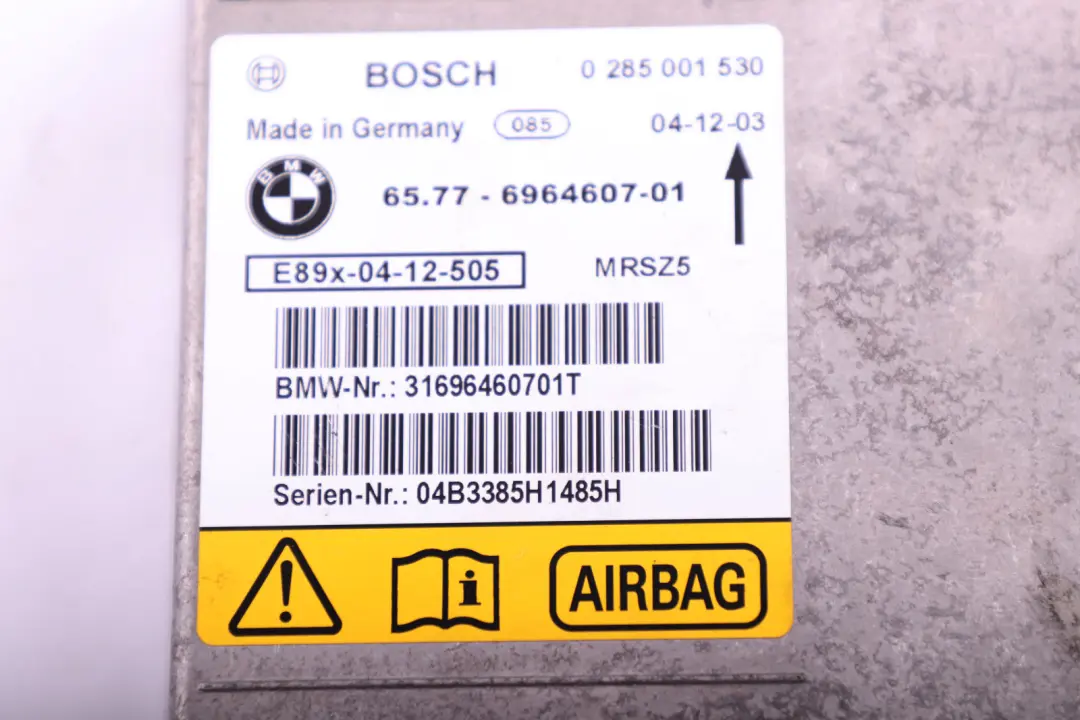 BOSCH 0 285 001 530
Made in Germany 085 04-12-03
BMW 65.77 - 6964607-01
E89x-04-12-505 MRSZ5
BMW-Nr.: 31696460701T
Serien-Nr.: 04B3385H1485H
AIRBAG